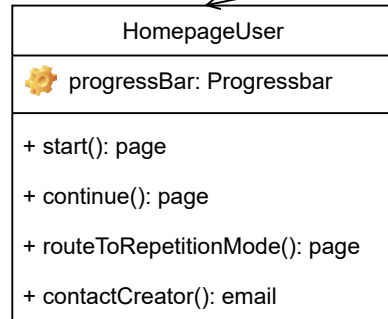 HomepageUser
progressBar: Progressbar
+ start(): page
+ continue(): page
+ routeToRepetitionMode(): page
+ contactCreator(): email